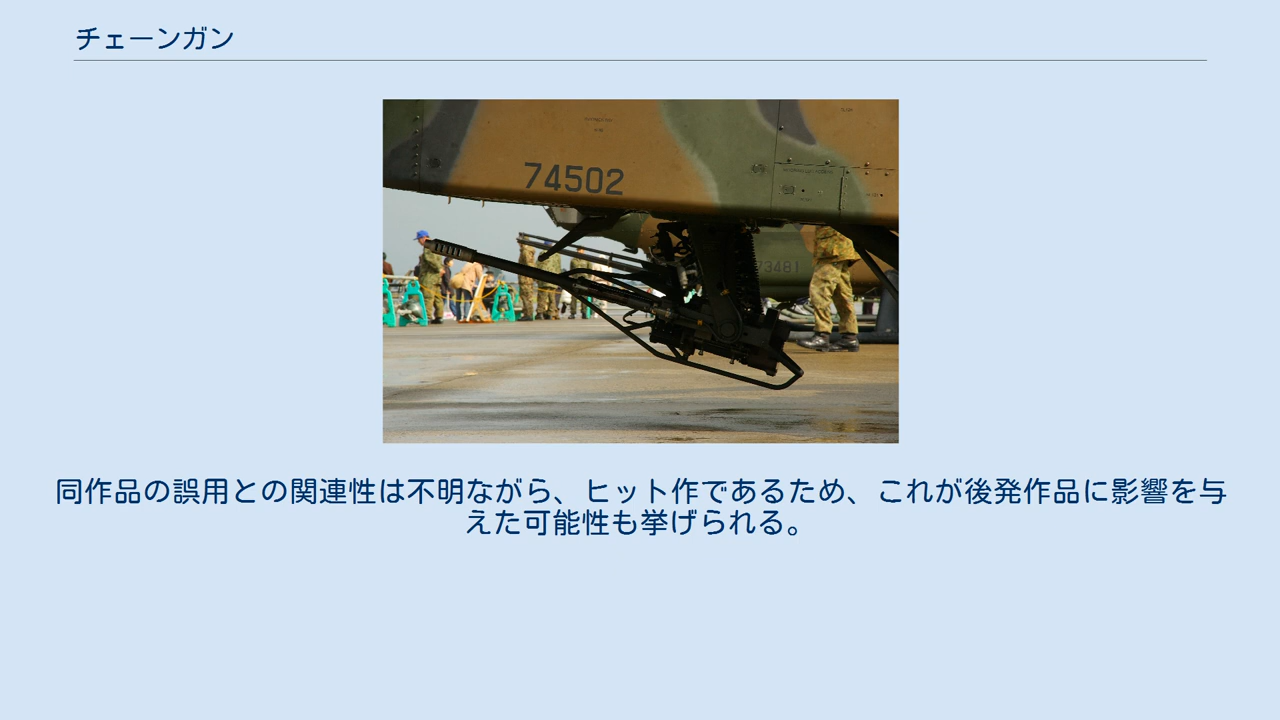 チェーンガン
74502
73481
同作品の誤用との関連性は不明ながら、ヒット作であるため、これが後発作品に影響を与
えた可能性も挙げられる。